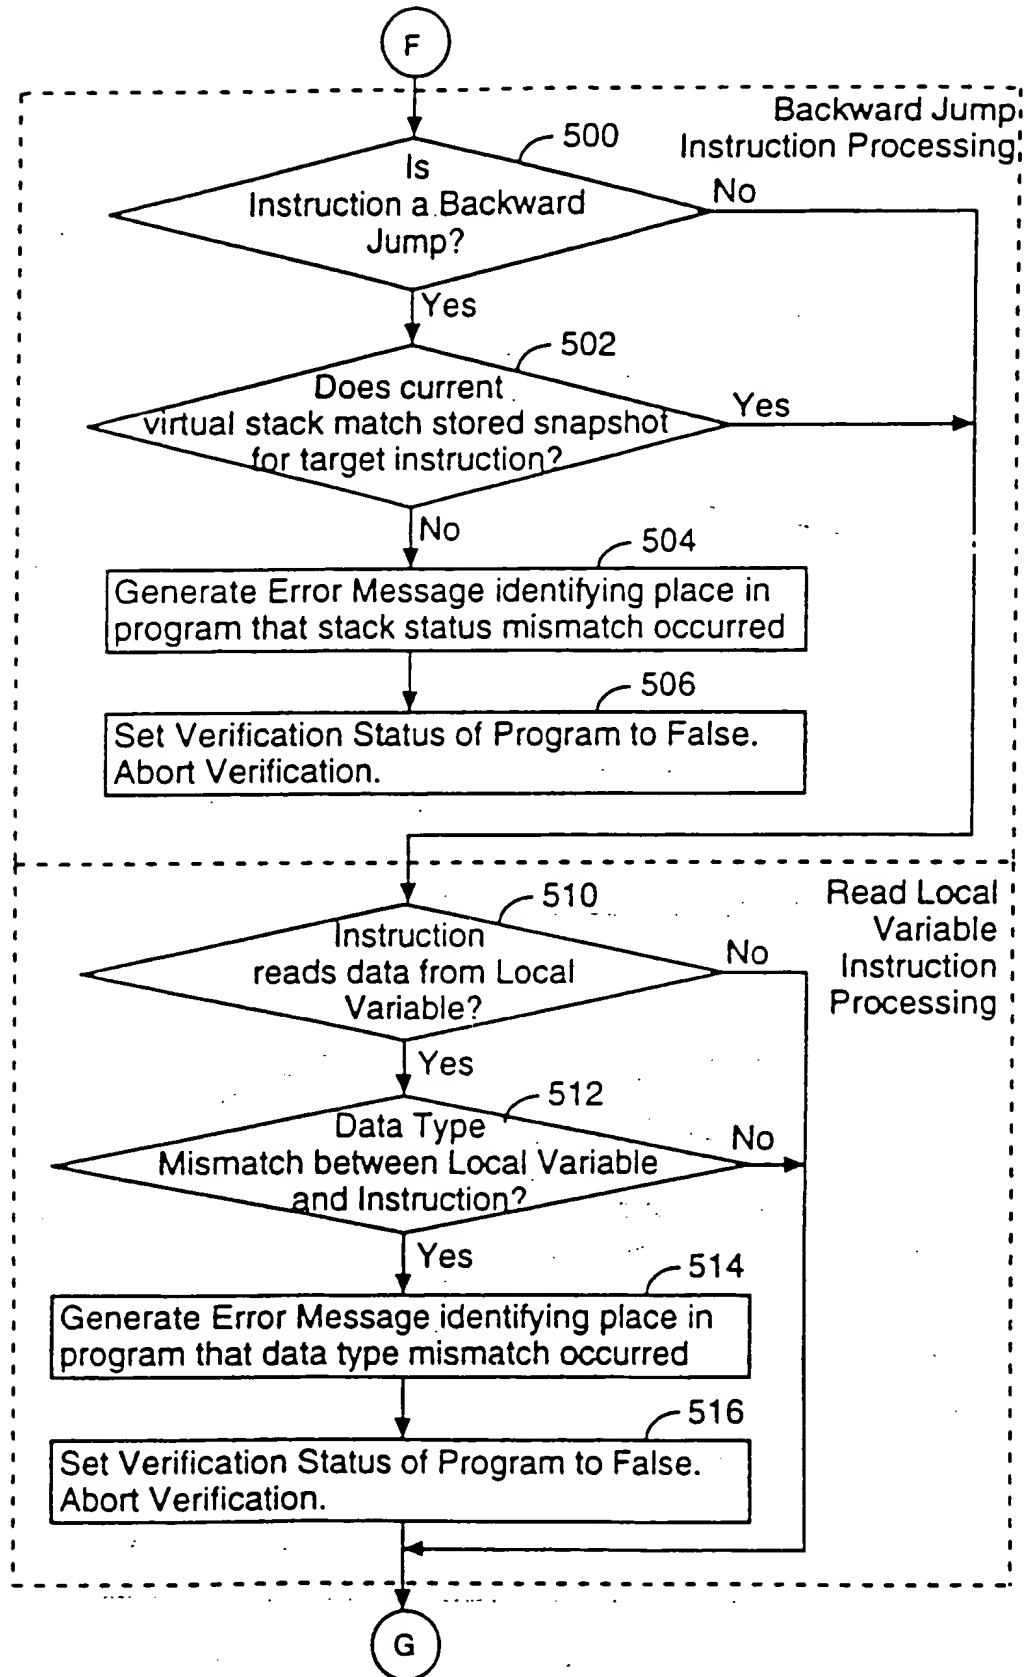 F
Backward Jump
Instruction Processing
500
Is
Instruction a Backward
Jump?
No
Yes
502
Does current
virtual stack match stored snapshot
for target instruction?
Yes
No
504
Generate Error Message identifying place in
program that stack status mismatch occurred
506
Set Verification Status of Program to False.
Abort Verification.
510
Read Local
Variable
Instruction
Processing
Instruction
reads data from Local
Variable?
No
Yes
512
Data Type
Mismatch between Local Variable
and Instruction?
No
Yes
514
Generate Error Message identifying place in
program that data type mismatch occurred
516
Set Verification Status of Program to False.
Abort Verification.
G